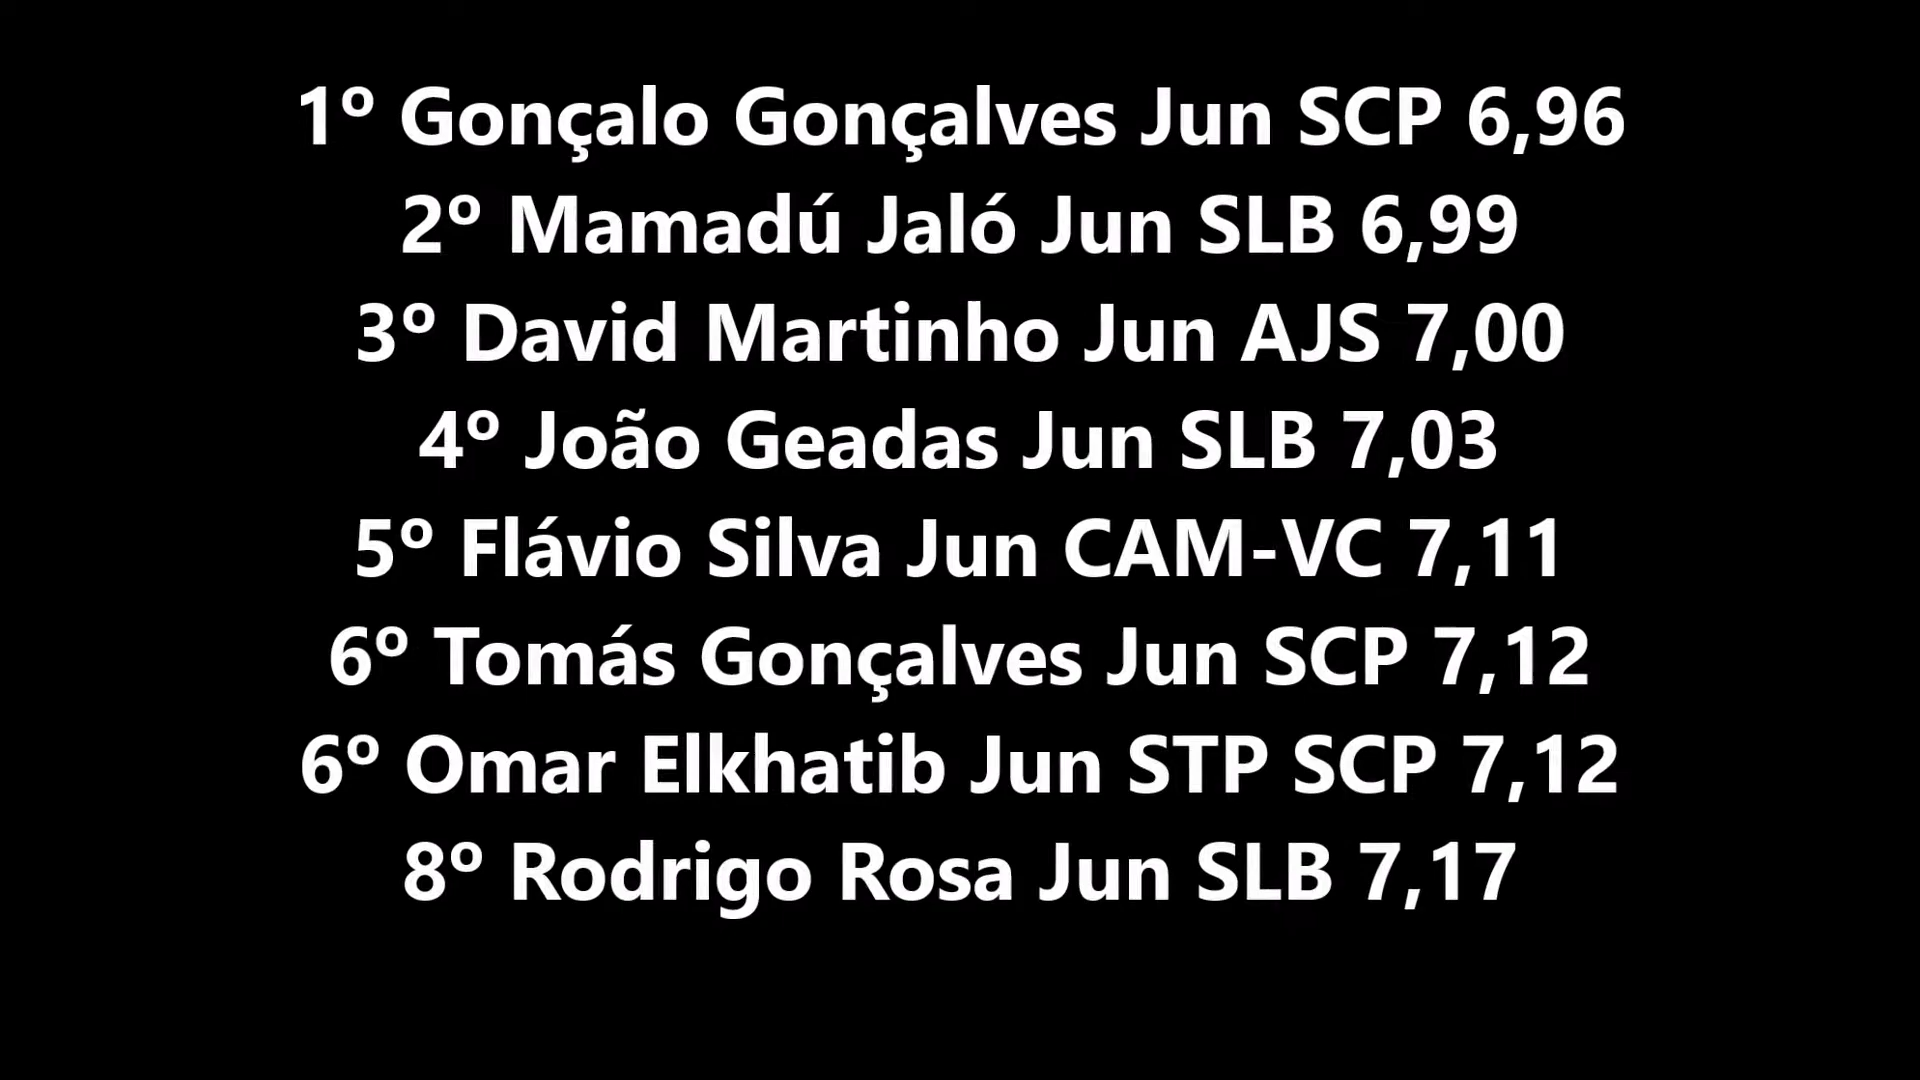 1º Gonçalo Gonçalves Jun SCP 6,96
2º Mamadú Jaló Jun SLB 6,99
3º David Martinho Jun AJS 7,00
4º João Geadas Jun SLB 7,03
5º Flávio Silva Jun CAM-VC 7,11
6º Tomás Gonçalves Jun SCP 7,12
6º Omar Elkhatib Jun STP SCP 7,12
8º Rodrigo Rosa Jun SLB 7,17